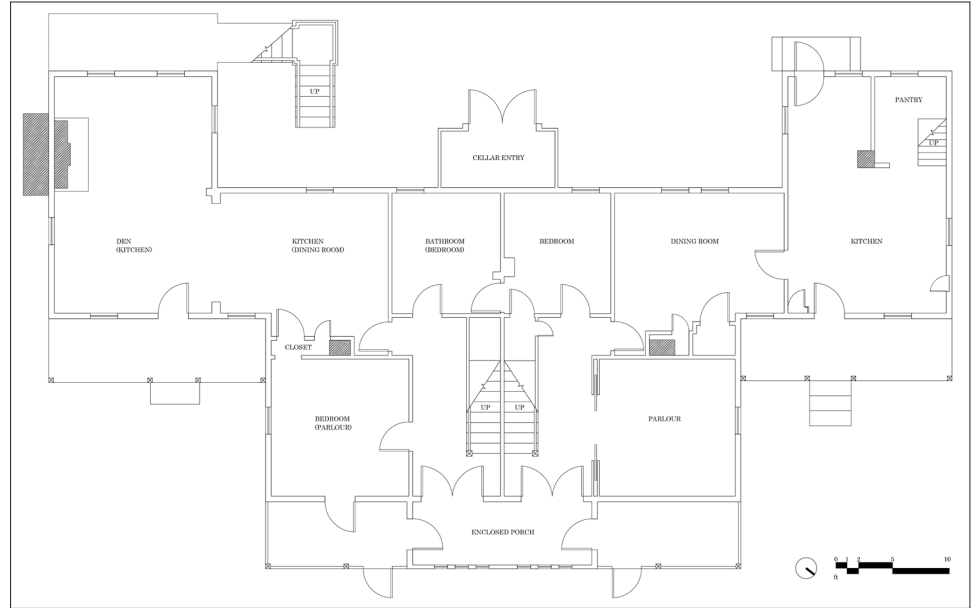 UP
PANTRY
UP
CELLAR ENTRY
DEN
(KITCHEN)
KITCHEN
(DINING ROOM)
BATHROOM
(BEDROOM)
BEDROOM
DINING ROOM
KITCHEN
CLOSET
UP
UP
BEDROOM
(PARLOUR)
PARLOUR
ENCLOSED PORCH
0 1 2 5 10
ft